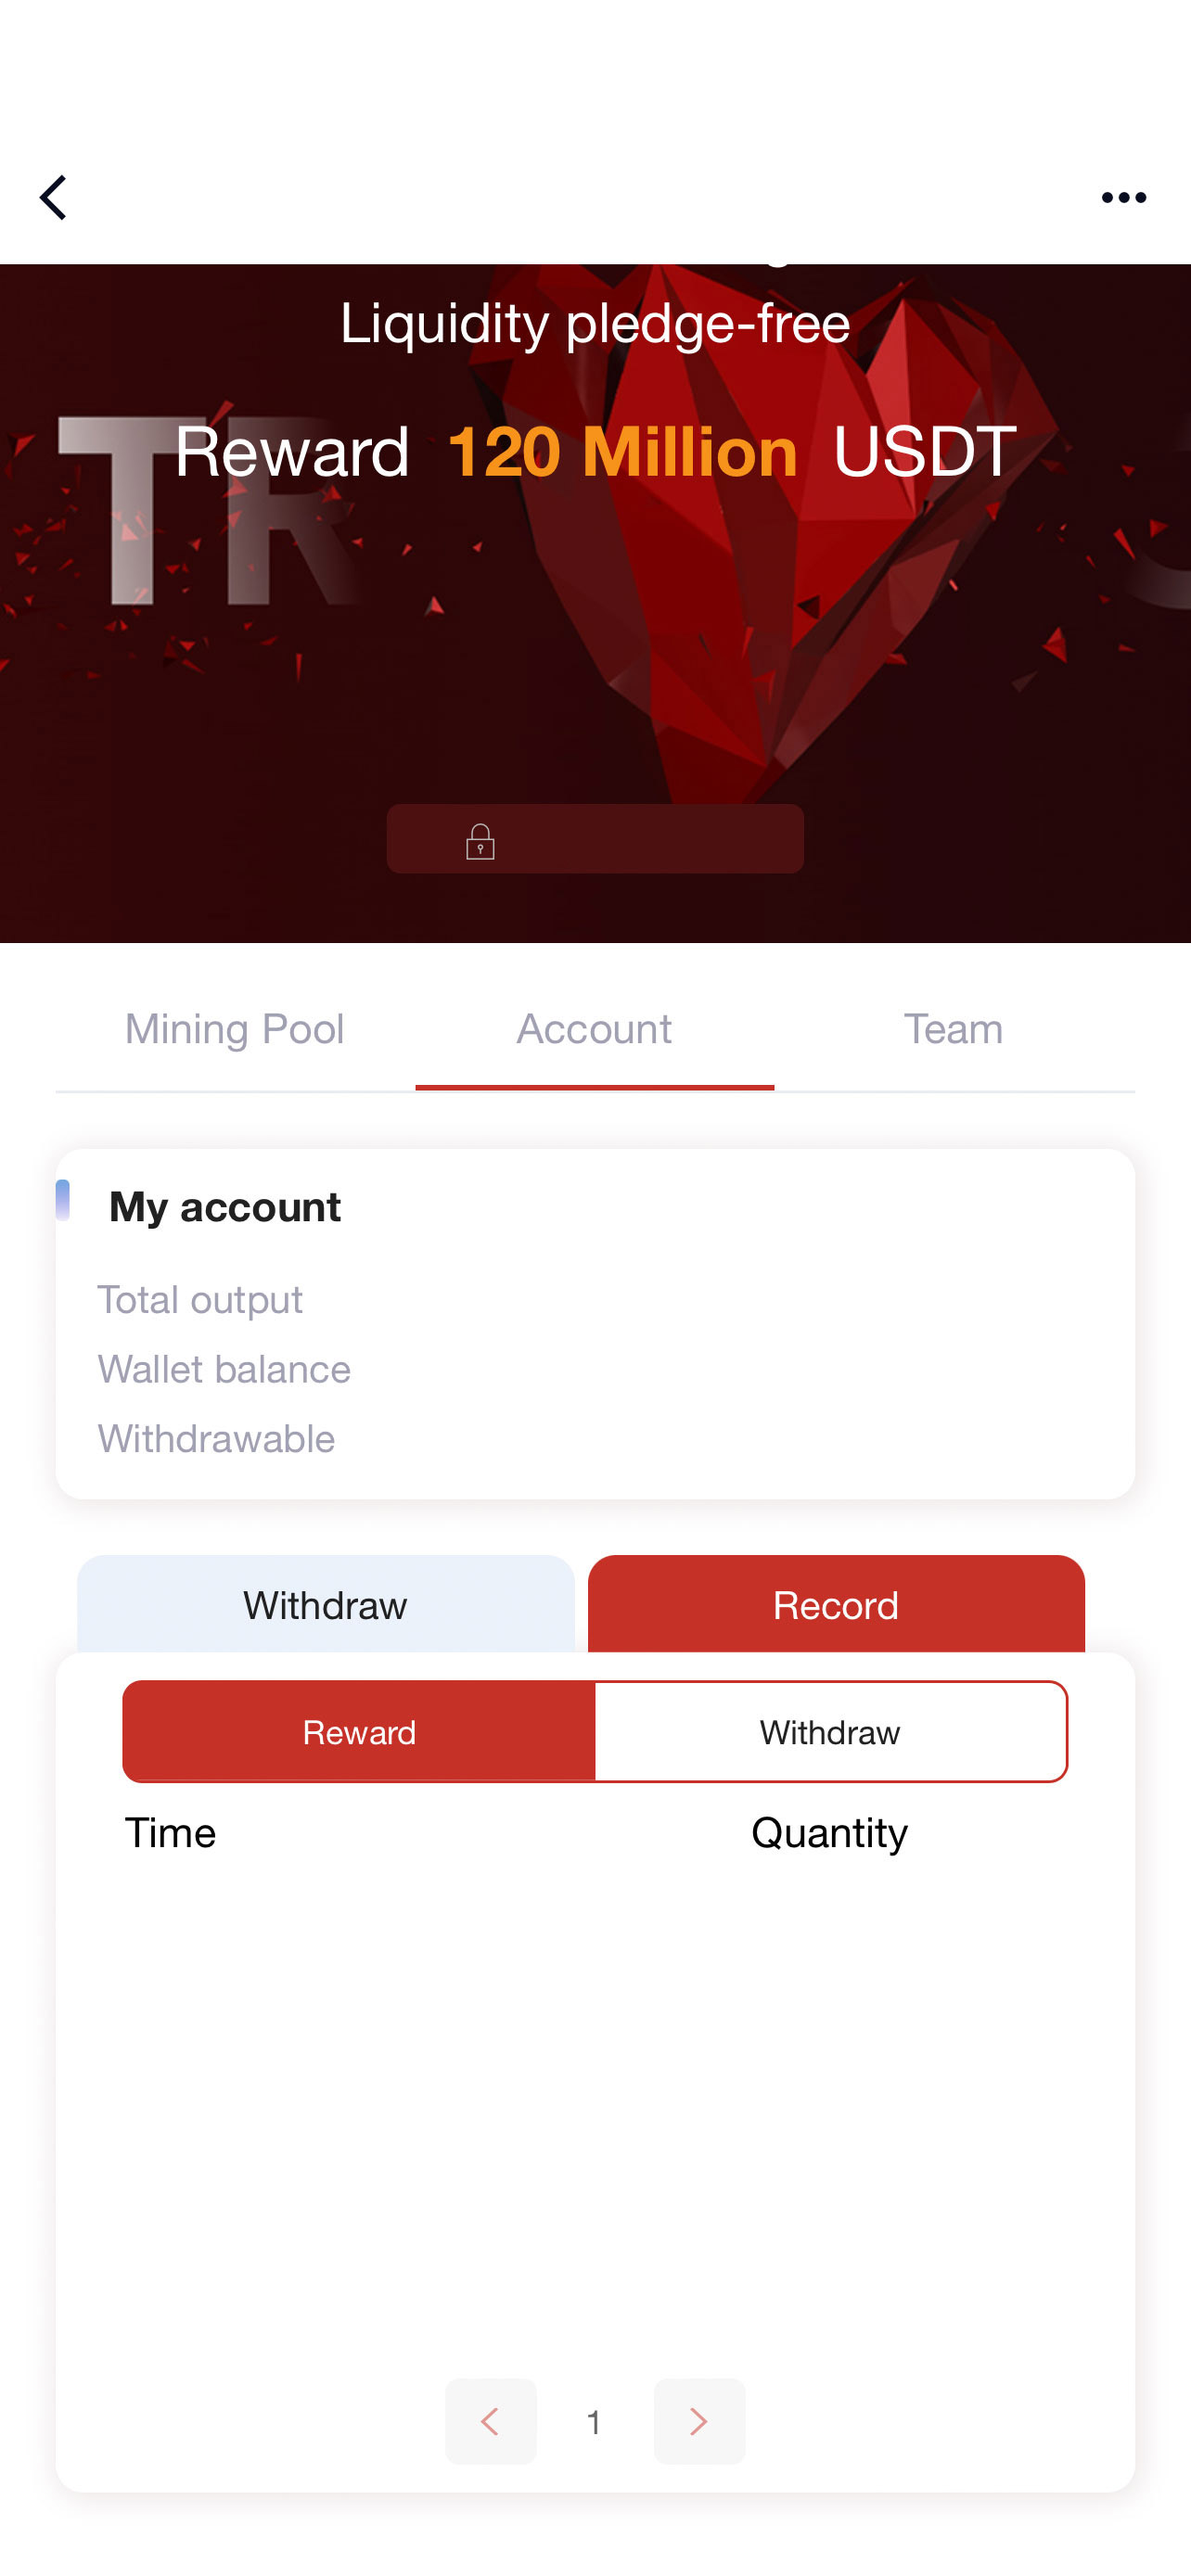 Liquidity pledge-free
TR
Reward 120 Million USDT
Mining Pool Account Team
My account
Total output
Wallet balance
Withdrawable
Withdraw Record
Reward Withdraw
Time Quantity
1